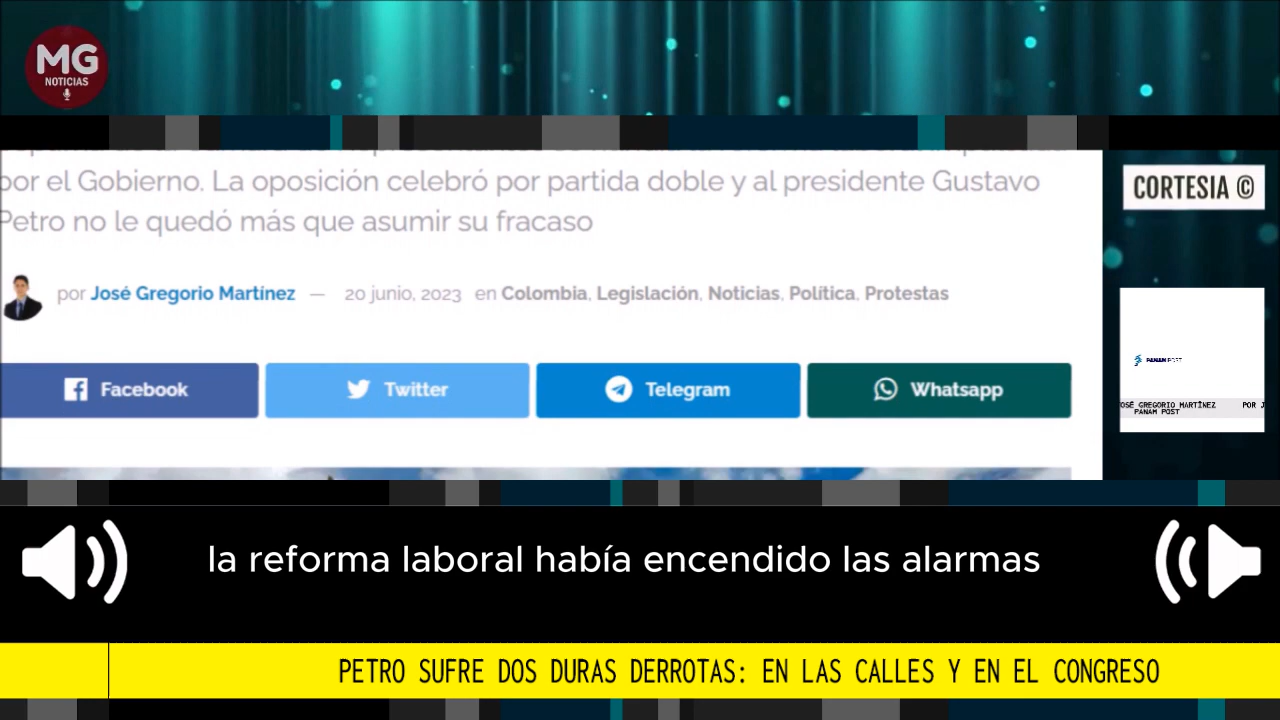 MG
NOTICIAS
por el Gobierno. La oposición celebró por partida doble y al presidente Gustavo
Petro no le quedó más que asumir su fracaso
por José Gregorio Martínez — 20 junio, 2023 en Colombia, Legislación, Noticias, Política, Protestas
Facebook
Twitter
Telegram
Whatsapp
CORTESIA ©
PANAM POST
OSÉ GREGORIO MARTÍNEZ POR J
PANAM POST
la reforma laboral había encendido las alarmas
PETRO SUFRE DOS DURAS DERROTAS: EN LAS CALLES Y EN EL CONGRESO